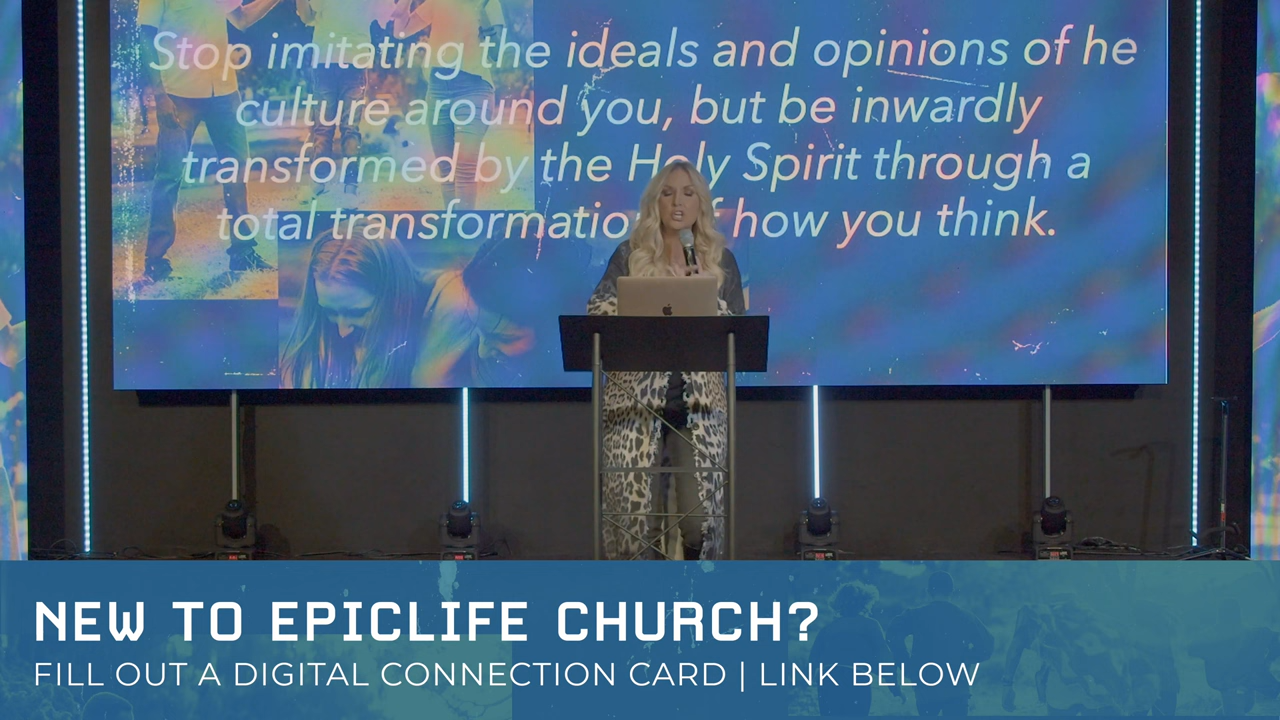 Stop imitating the ideals and opinions of he
culture around you, but be inwardly
transformed by the Holy Spirit through a
total transformation of how you think.
NEW TO EPICLIFE CHURCH?
FILL OUT A DIGITAL CONNECTION CARD | LINK BELOW